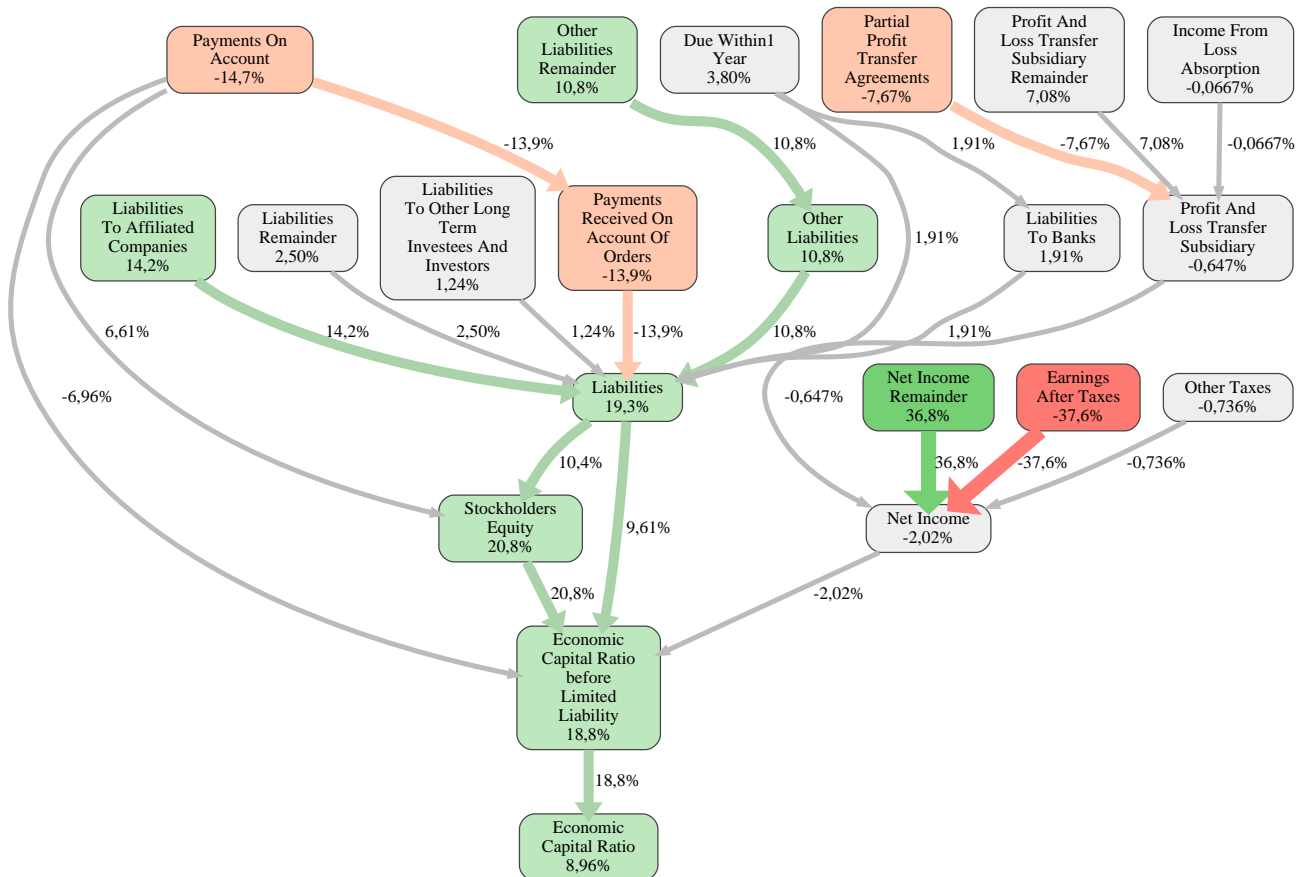 Payments On
Account
-14,7%
Other
Liabilities
Remainder
10,8%
Due Within1
Year
3,80%
Partial
Profit
Transfer
Agreements
-7,67%
Profit And
Loss Transfer
Subsidiary
Remainder
7,08%
Income From
Loss
Absorption
-0,0667%
-13,9%
10,8%
1,91%
-7,67%
7,08%
-0,0667%
Liabilities
To Affiliated
Companies
14,2%
Liabilities
Remainder
2,50%
Liabilities
To Other Long
Term
Investees And
Investors
1,24%
Payments
Received On
Account Of
Orders
-13,9%
Other
Liabilities
10,8%
1,91%
Liabilities
To Banks
1,91%
Profit And
Loss Transfer
Subsidiary
-0,647%
6,61%
14,2%
2,50%
1,24%
-13,9%
10,8%
1,91%
-6,96%
Liabilities
19,3%
-0,647%
Net Income
Remainder
36,8%
Earnings
After Taxes
-37,6%
Other Taxes
-0,736%
10,4%
36,8%
-37,6%
-0,736%
Stockholders
Equity
20,8%
9,61%
Net Income
-2,02%
20,8%
-2,02%
Economic
Capital Ratio
before
Limited
Liability
18,8%
18,8%
Economic
Capital Ratio
8,96%